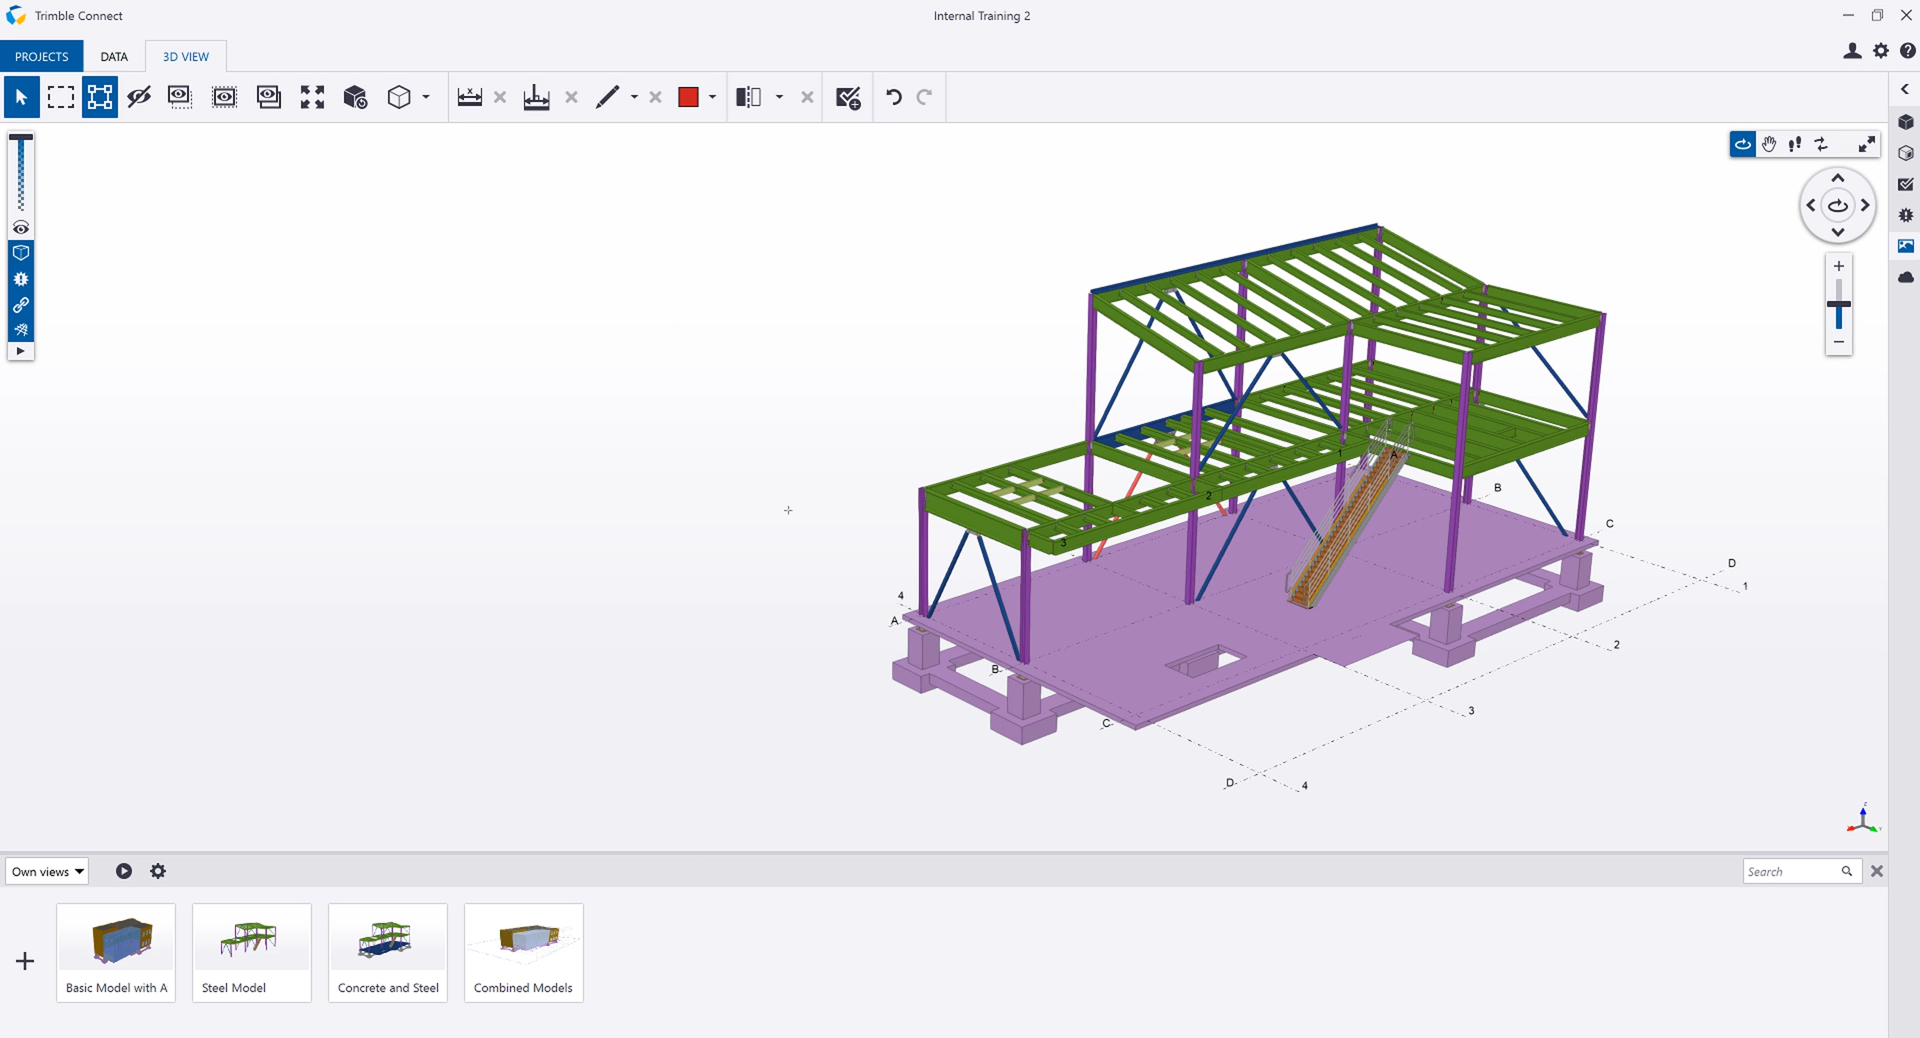 Trimble Connect
Internal Training 2
PROJECTS
DATA
3D VIEW
1
A
2
3
B
C
D
1
4
A
2
B
3
C
D
4
Own views
Search
Basic Model with A
Steel Model
Concrete and Steel
Combined Models